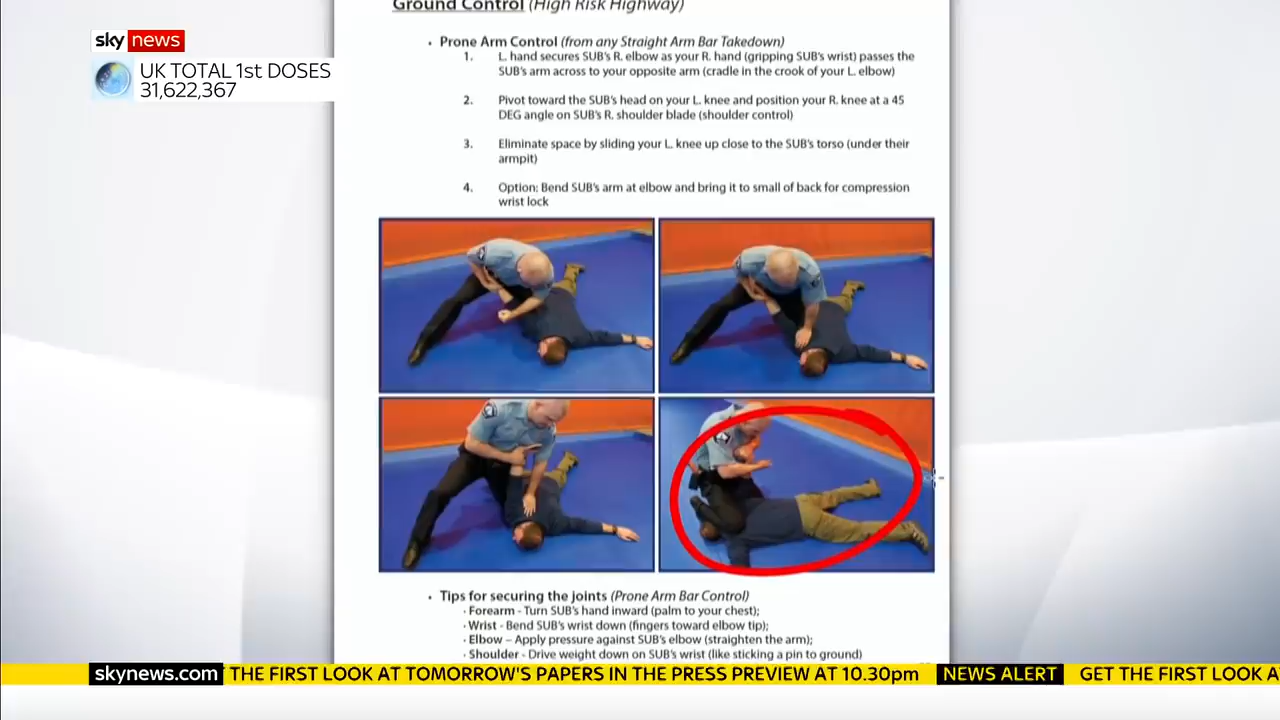 Ground Control (High Risk Highway)
sky news
UK TOTAL 1st DOSES
31,622,367
· Prone Arm Control (from any Straight Arm Bar Takedown)
1. L. hand secures SUB's R. elbow as your R. hand (gripping SUB's wrist) passes the
SUB's arm across to your opposite arm (cradle in the crook of your L. elbow)
2. Pivot toward the SUB's head on your L. knee and position your R. knee at a 45
DEG angle on SUB's R. shoulder blade (shoulder control)
3. Eliminate space by sliding your L. knee up close to the SUB's torso (under their
armpit)
4. Option: Bend SUB's arm at elbow and bring it to small of back for compression
wrist lock
· Tips for securing the joints (Prone Arm Bar Control)
· Forearm - Turn SUB's hand inward (palm to your chest);
· Wrist - Bend SUB's wrist down (fingers toward elbow tip);
· Elbow – Apply pressure against SUB's elbow (straighten the arm);
· Shoulder - Drive weight down on SUB's wrist (like sticking a pin to ground)
skynews.com THE FIRST LOOK AT TOMORROW'S PAPERS IN THE PRESS PREVIEW AT 10.30pm NEWS ALERT GET THE FIRST LOOK A